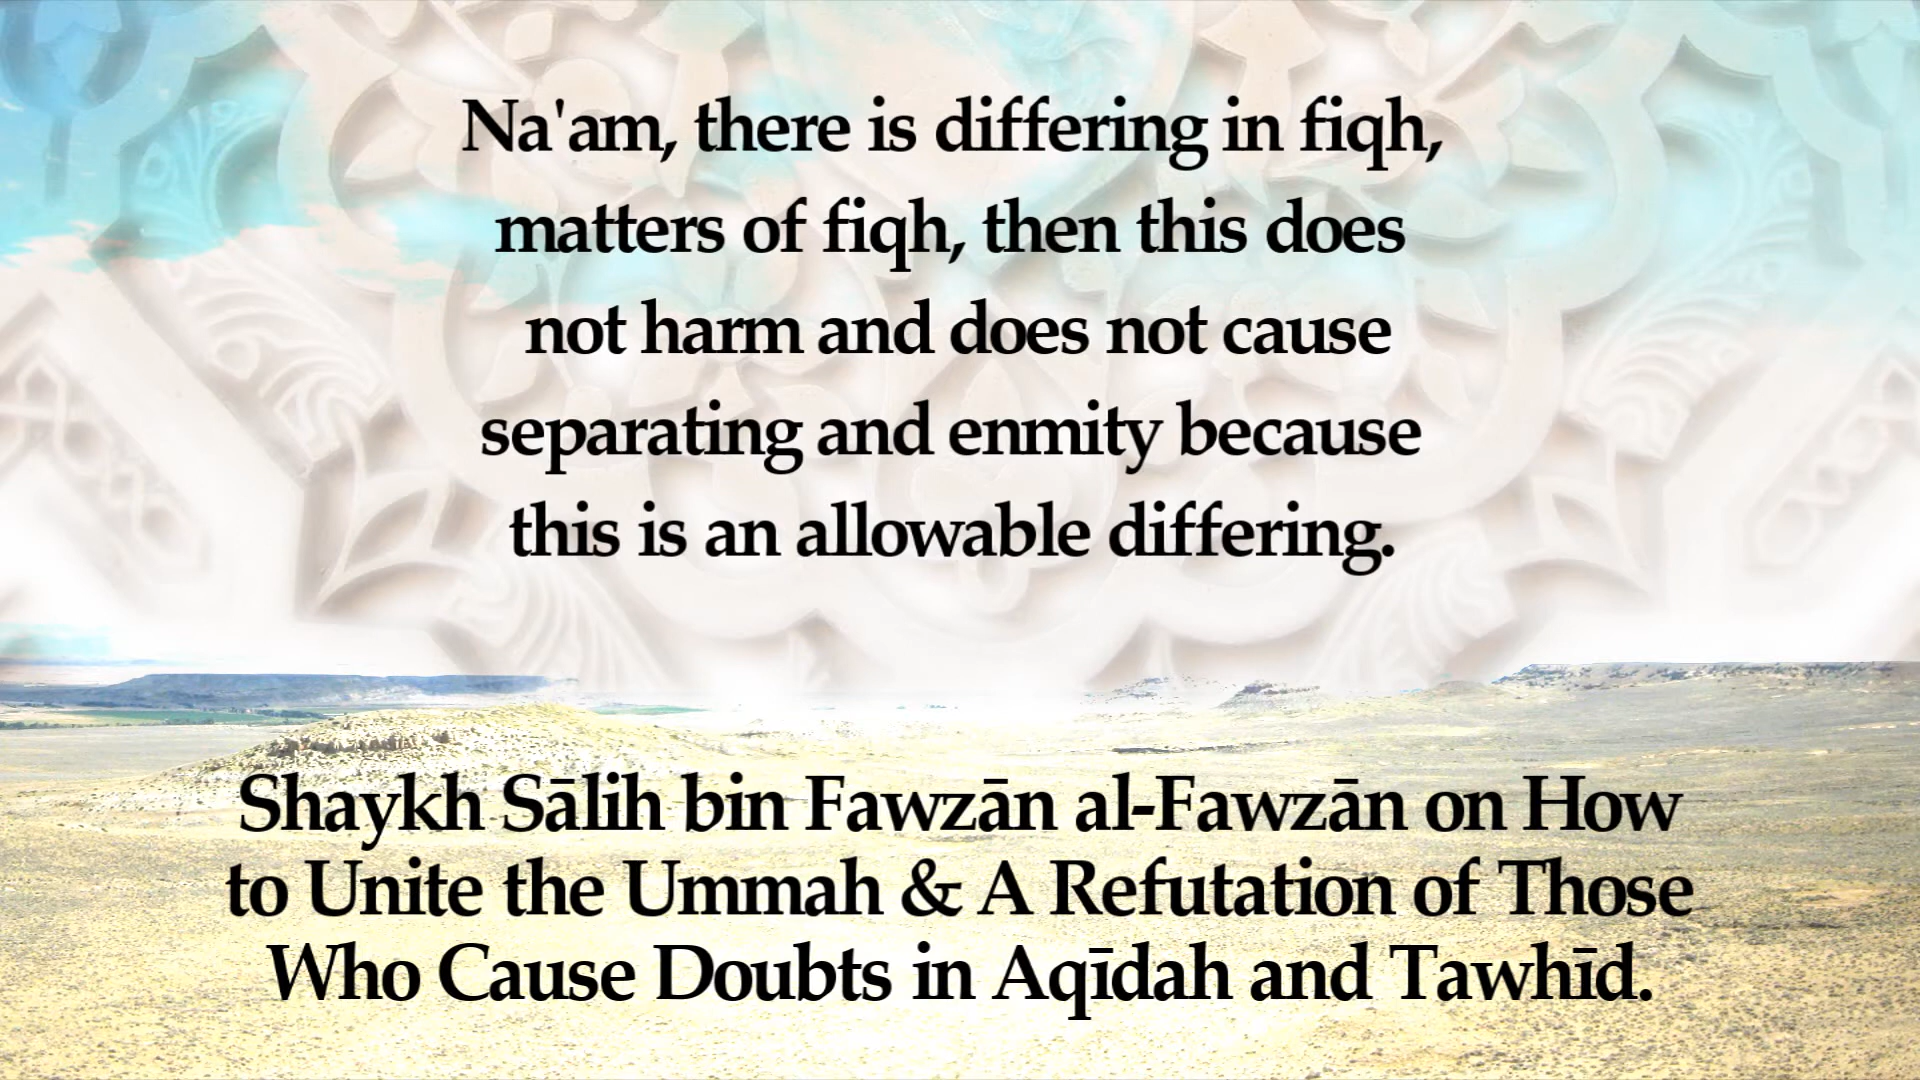 Na'am, there is differing in fiqh,
matters of fiqh, then this does
not harm and does not cause
separating and enmity because
this is an allowable differing.
Shaykh Sālih bin Fawzān al-Fawzān on How
to Unite the Ummah & A Refutation of Those
Who Cause Doubts in Aqīdah and Tawhīd.